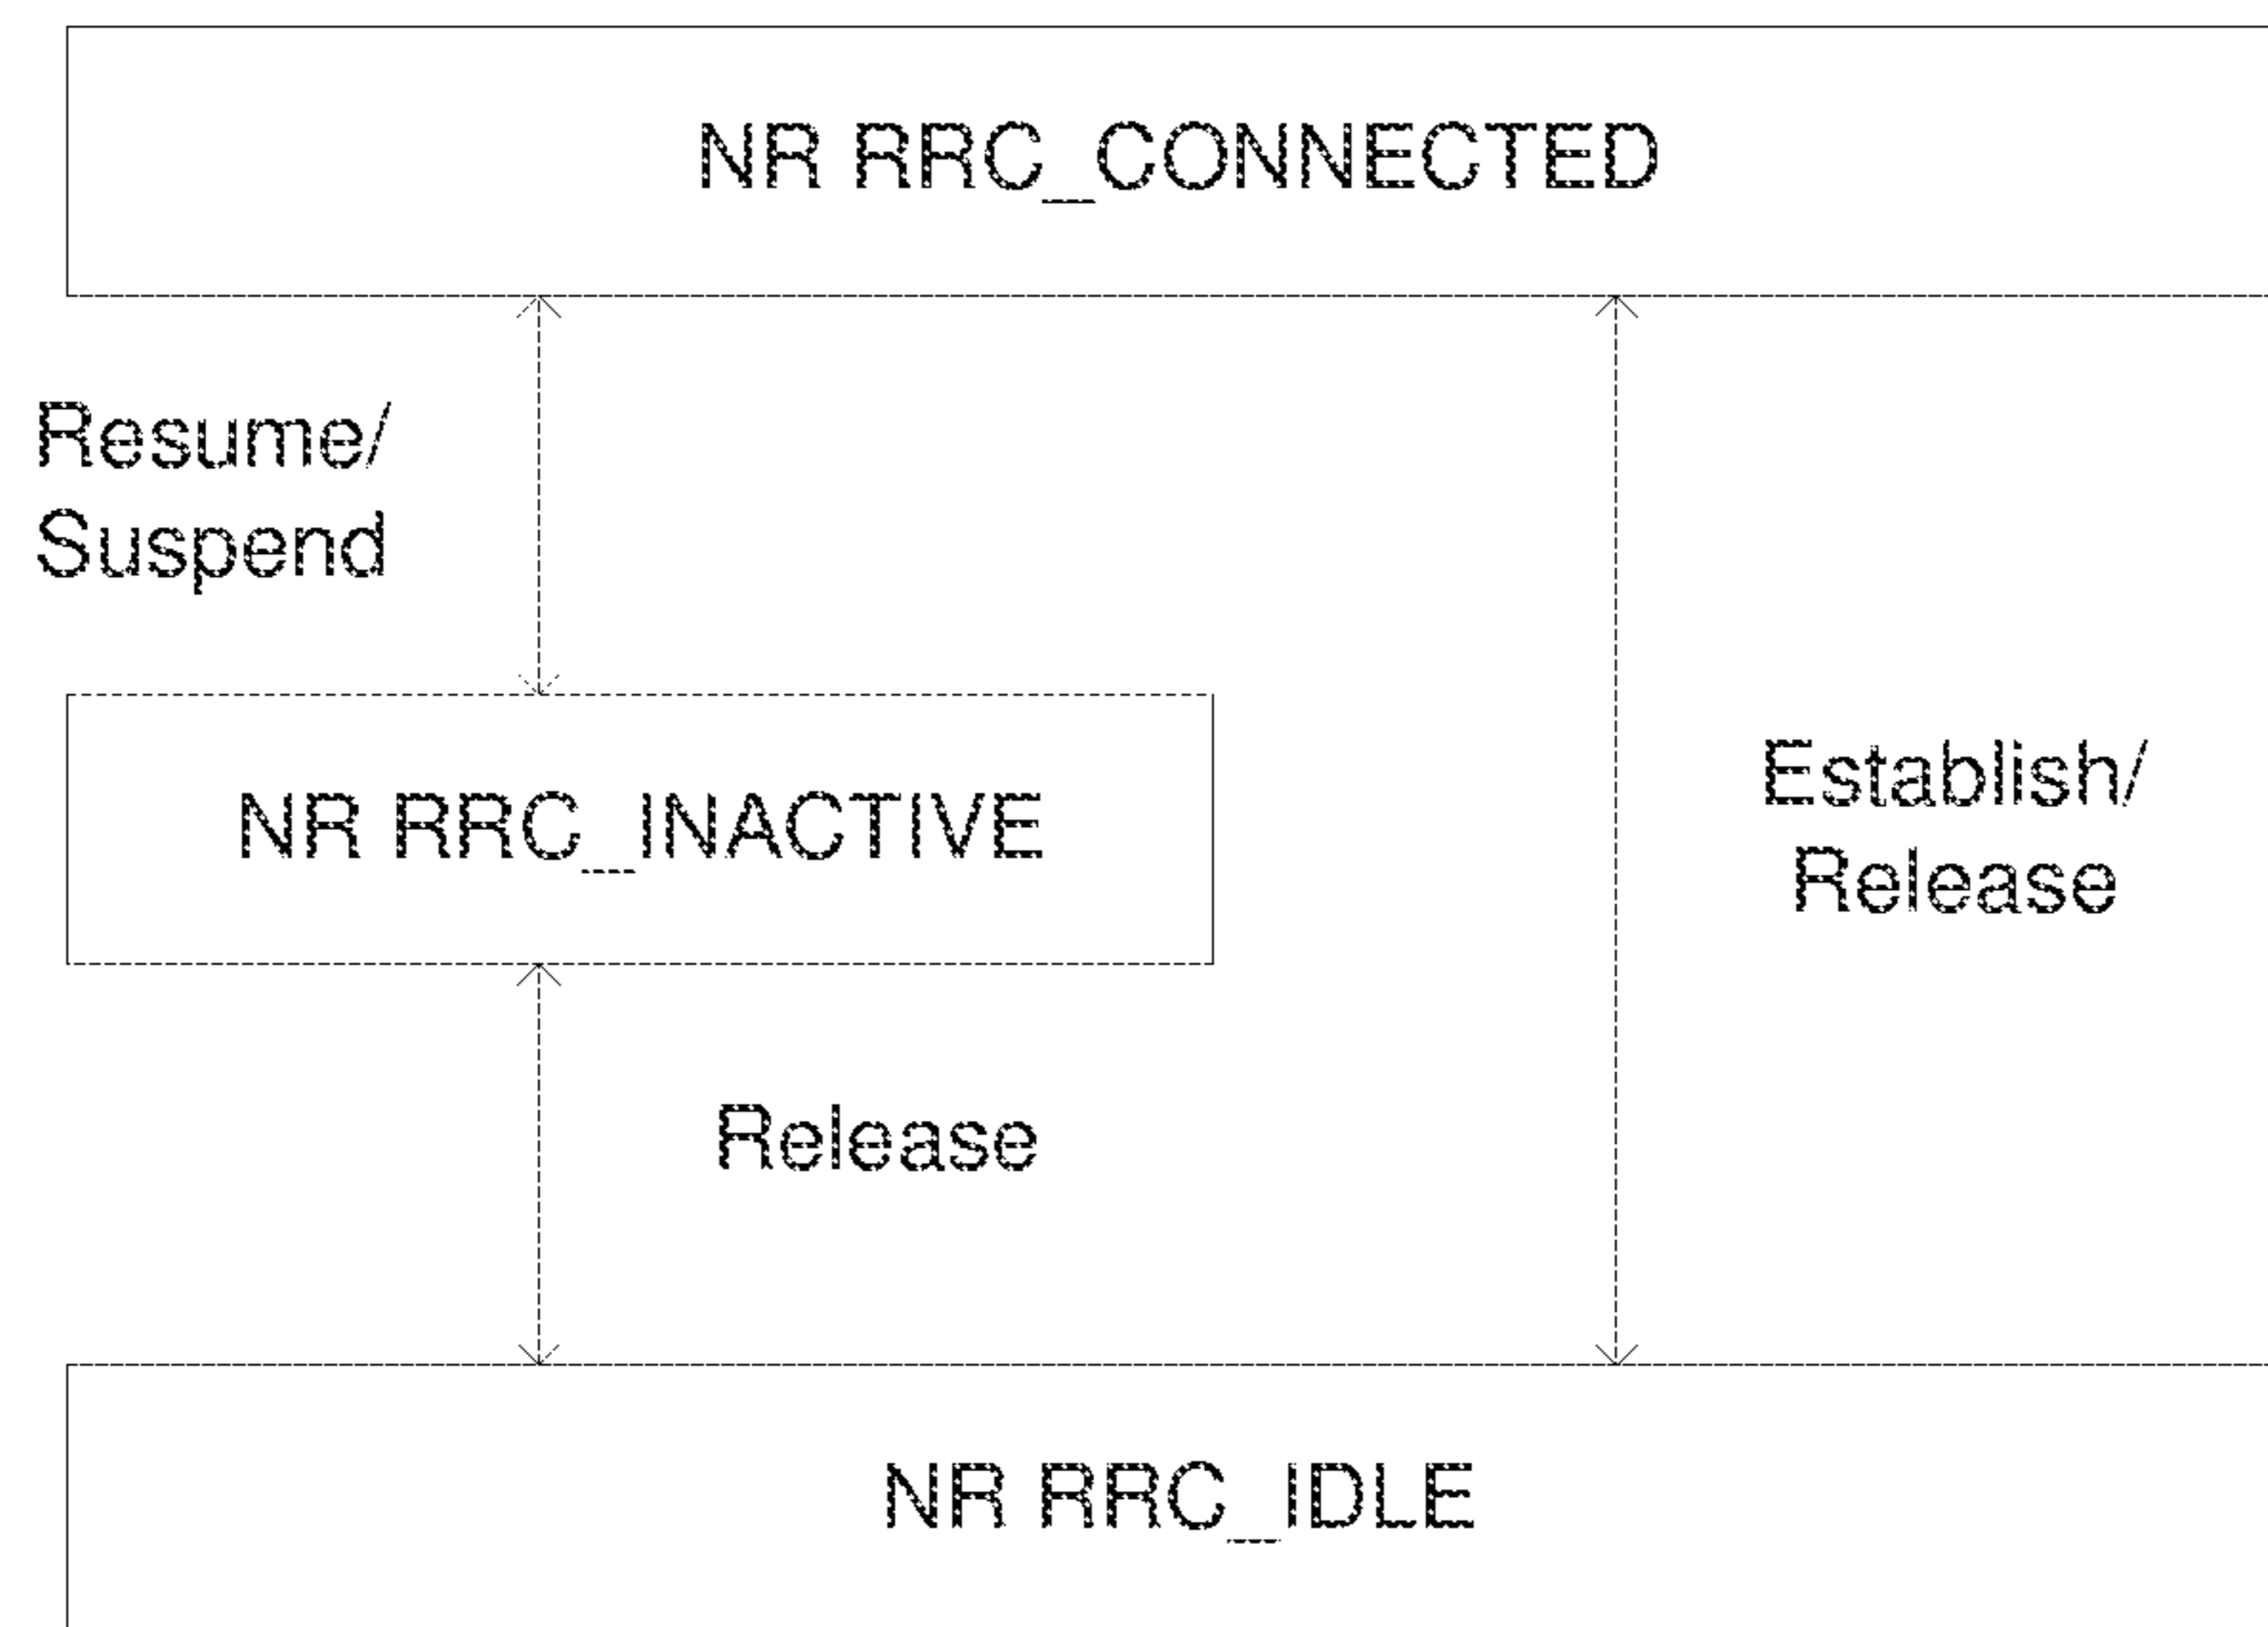 NR RRC_CONNECTED
Resume/
Suspend
NR RRC_INACTIVE
Establish/
Release
Release
NR RRC_IDLE